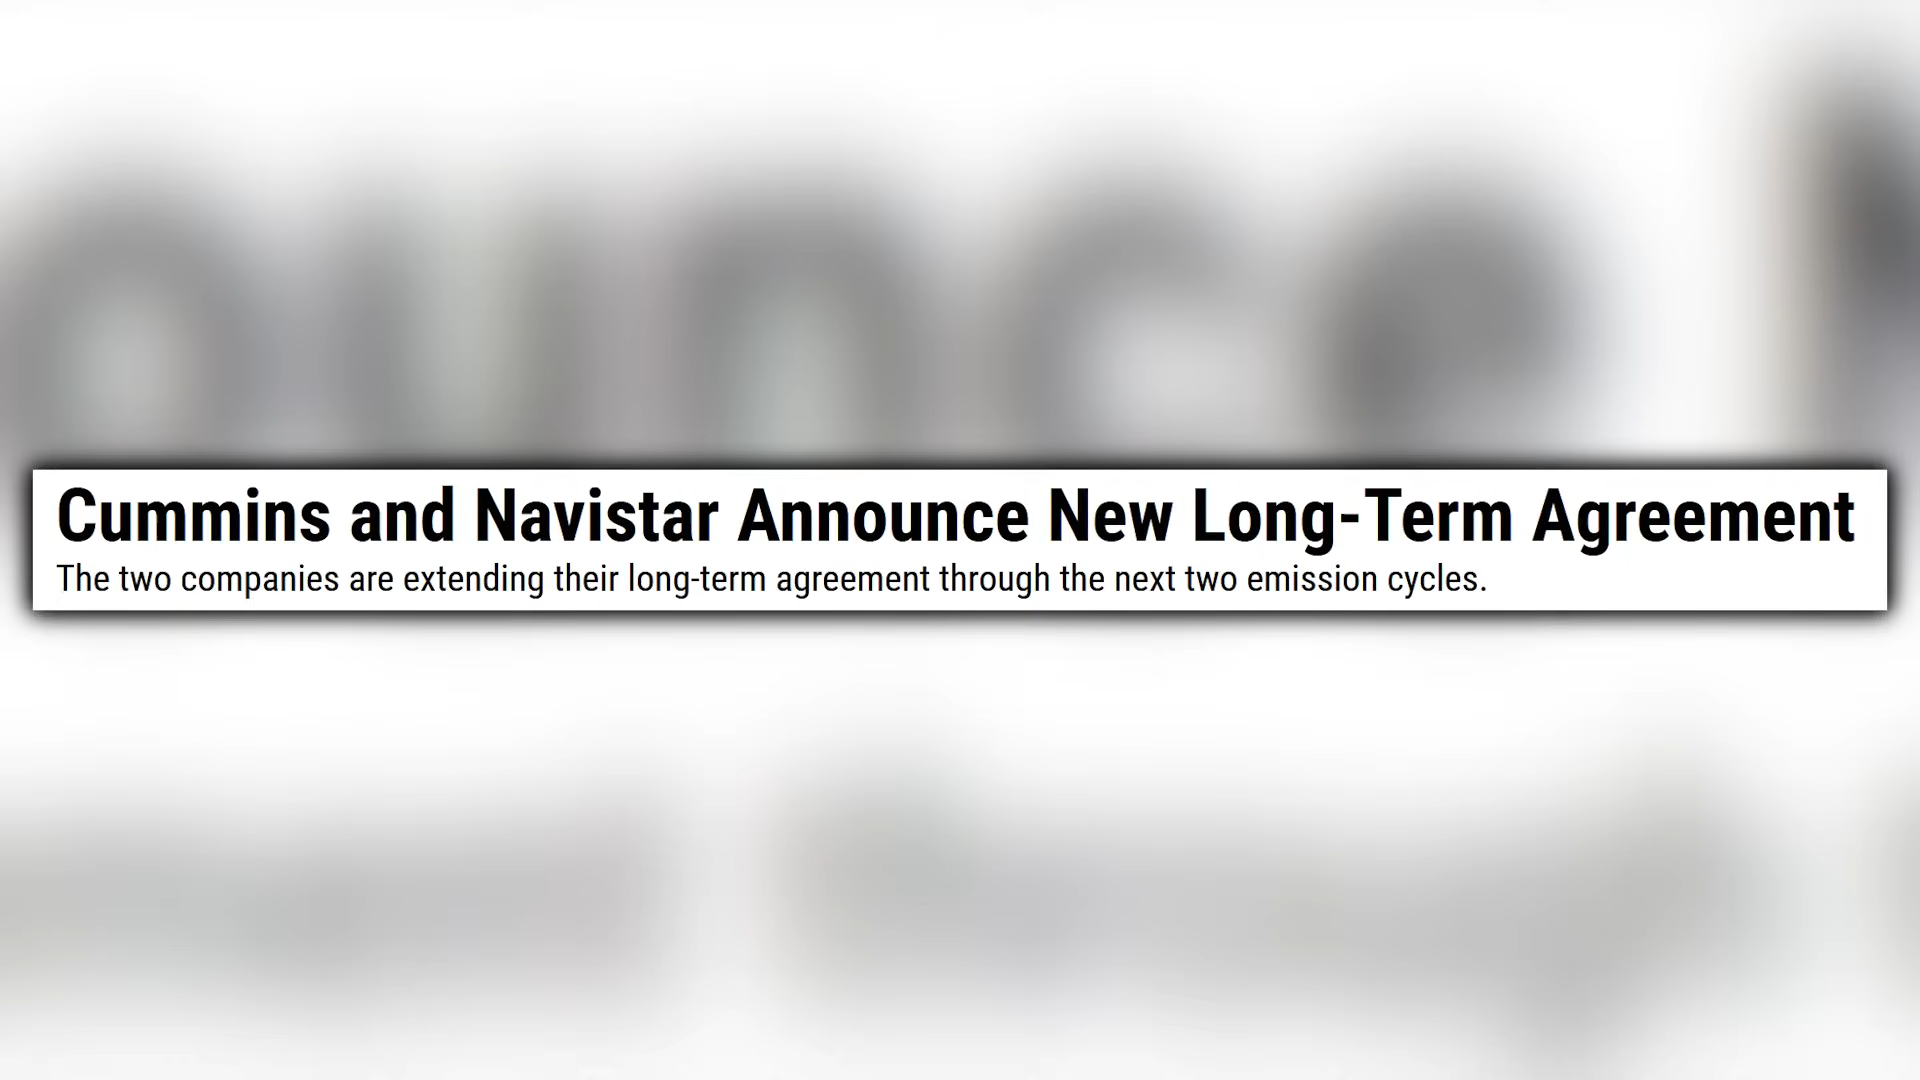 Cummins and Navistar Announce New Long-Term Agreement
The two companies are extending their long-term agreement through the next two emission cycles.